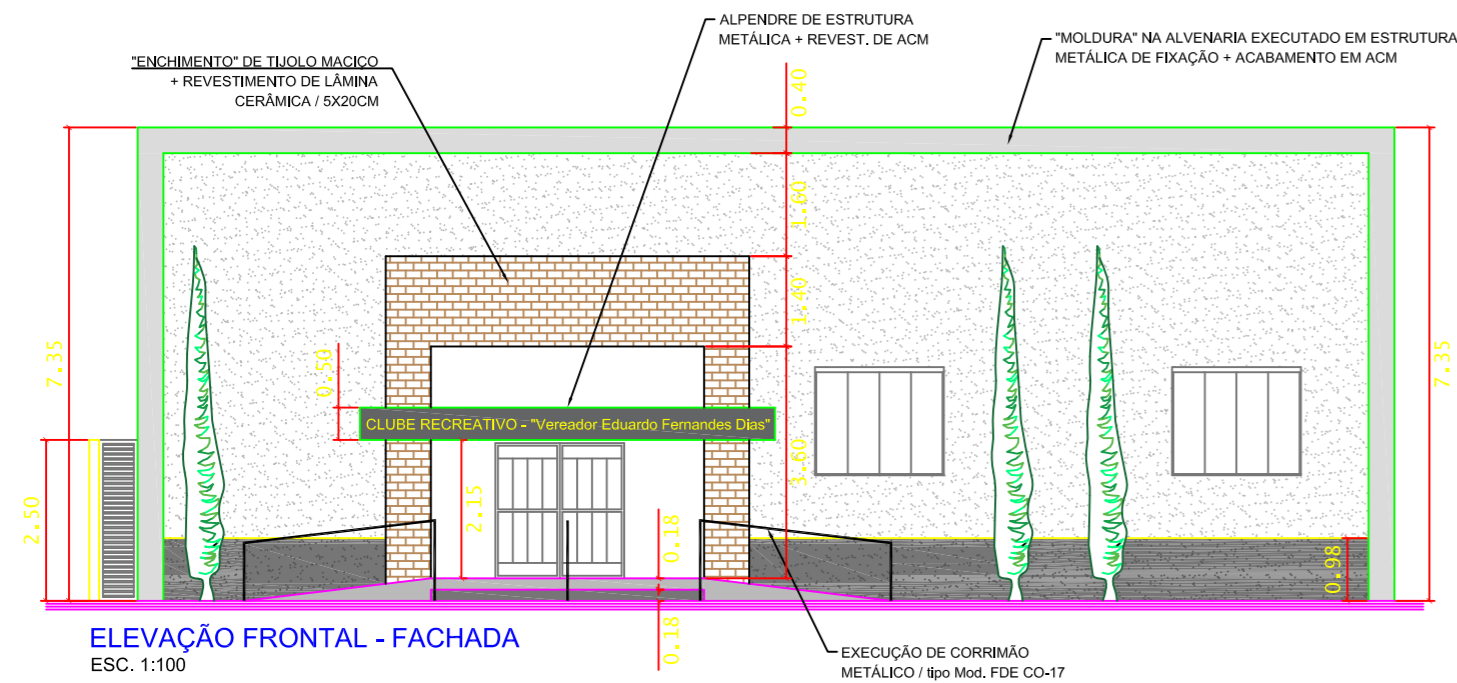 ALPENDRE DE ESTRUTURA
METÁLICA + REVEST. DE ACM
"MOLDURA" NA ALVENARIA EXECUTADO EM ESTRUTURA
METÁLICA DE FIXAÇÃO + ACABAMENTO EM ACM
"ENCHIMENTO" DE TIJOLO MACIÇO
+ REVESTIMENTO DE LÂMINA
CERÂMICA / 5X20CM
0.40
1.60
1.40
7.35
7.35
0.50
CLUBE RECREATIVO - "Vereador Eduardo Fernandes Dias"
3.60
2.50
2.15
0.18
0.98
0.18
ELEVAÇÃO FRONTAL - FACHADA
ESC. 1:100
EXECUÇÃO DE CORRIMÃO
METÁLICO / tipo Mod. FDE CO-17